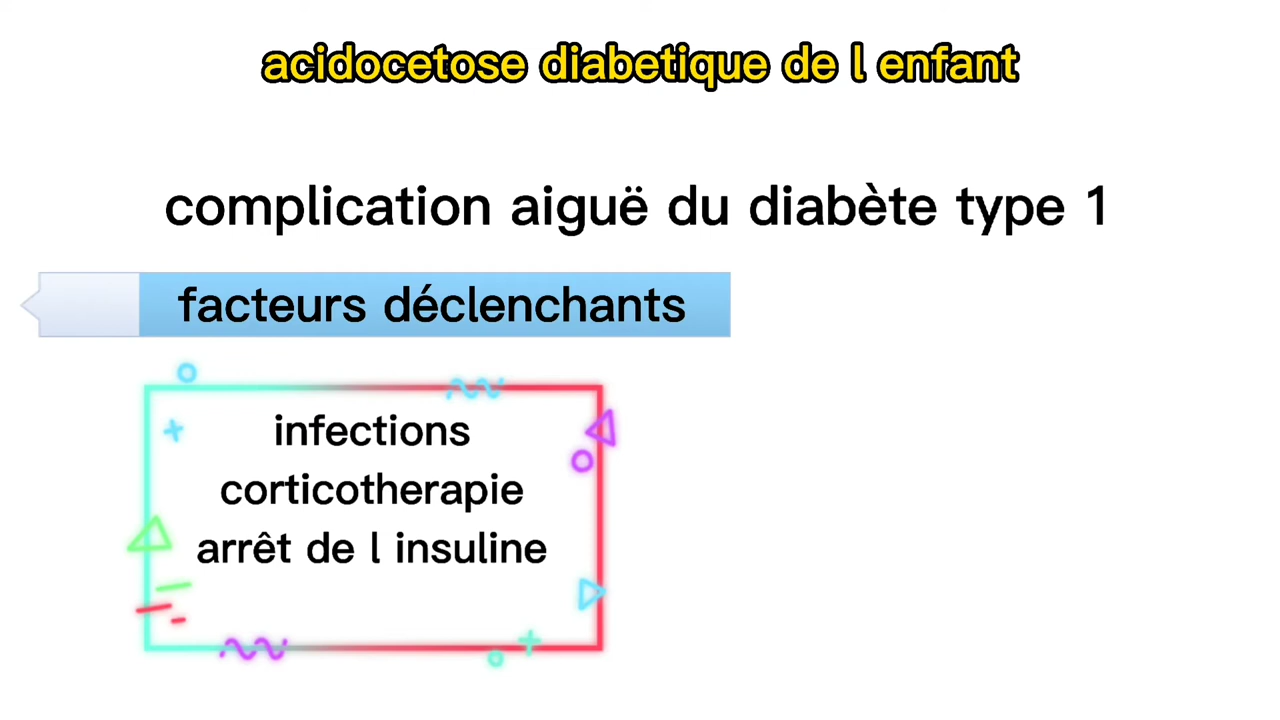 acidocetose diabetique de l enfant
complication aiguë du diabète type 1
facteurs déclenchants
infections
corticotherapie
arrêt de l insuline